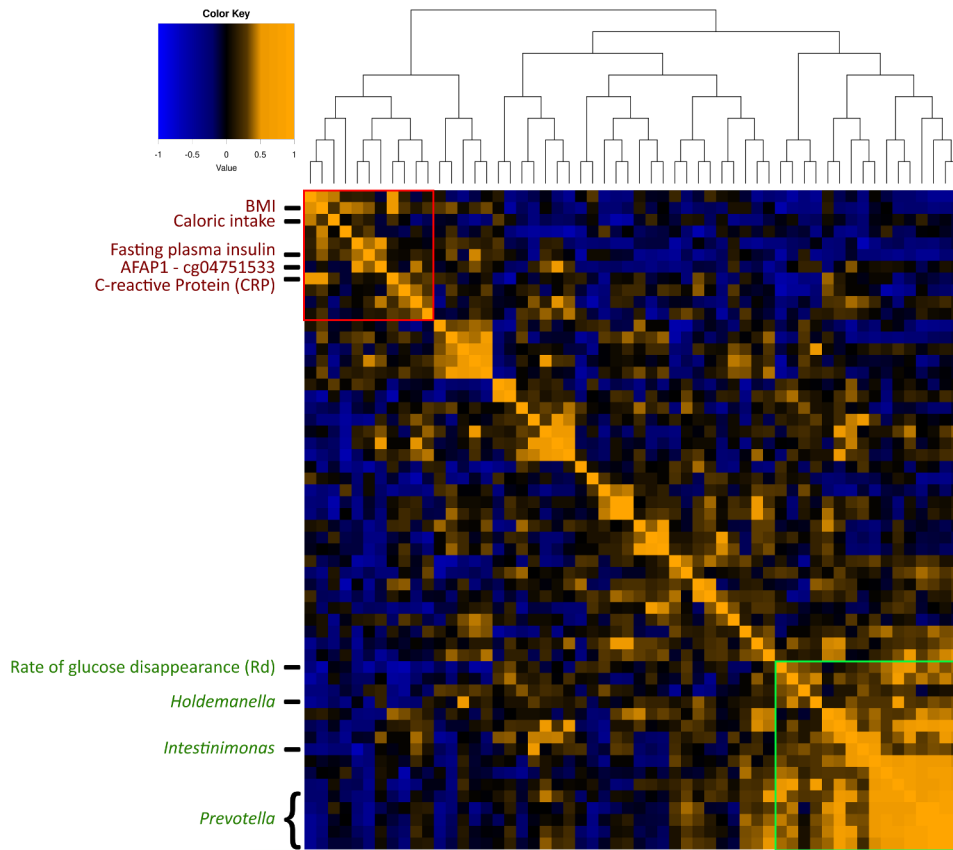 Color Key
-1 -0.5 0 0.5 1
Value
BMI
Caloric intake
Fasting plasma insulin
AFAP1 - cg04751533
C-reactive Protein (CRP)
Rate of glucose disappearance (Rd)
Holdemanella
Intestinimonas
Prevotella